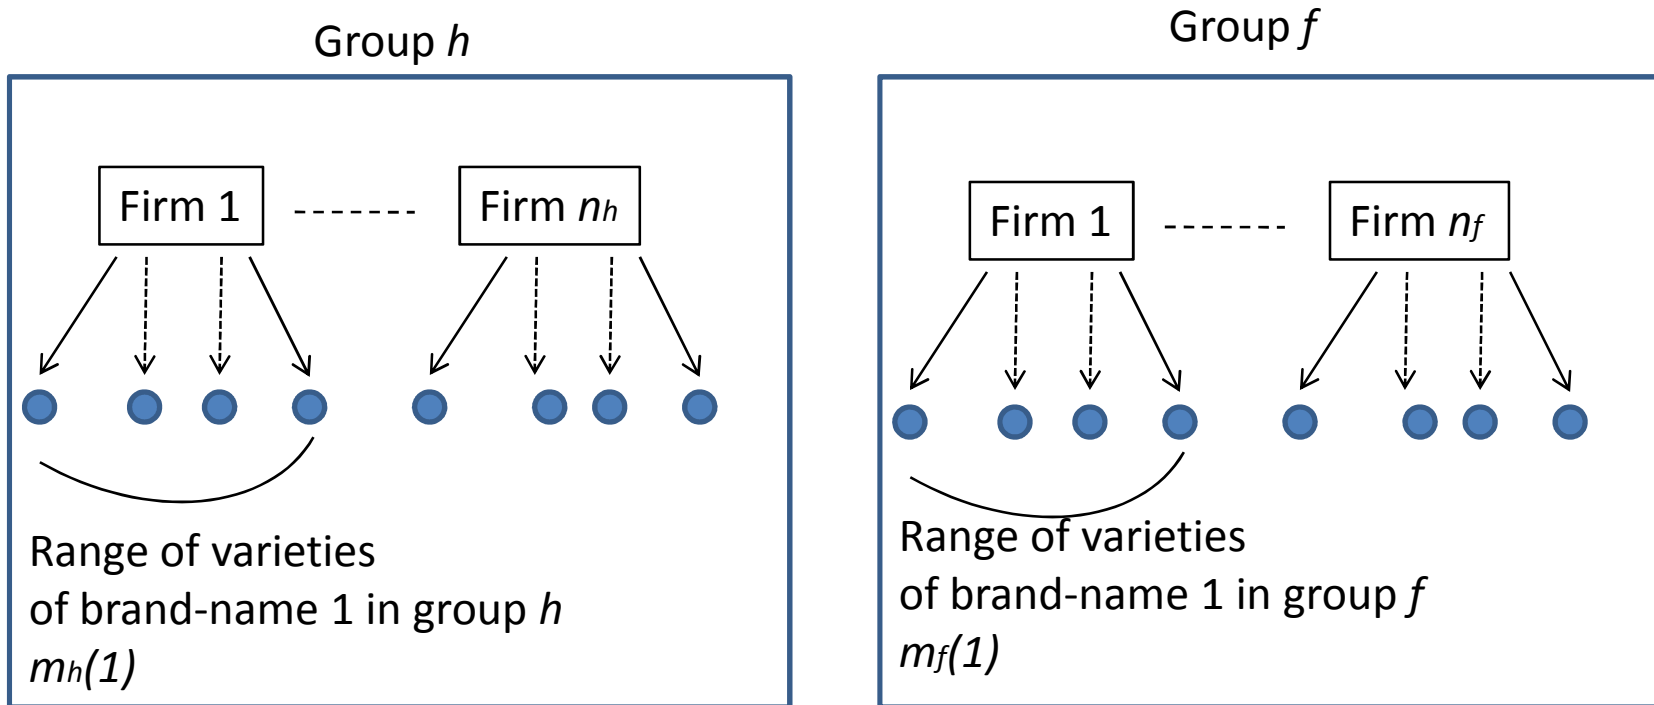 Group h
Firm 1
Firm nh
Range of varieties
of brand-name 1 in group h
mh(1)
Group f
Firm 1
Firm nf
Range of varieties
of brand-name 1 in group f
mf(1)